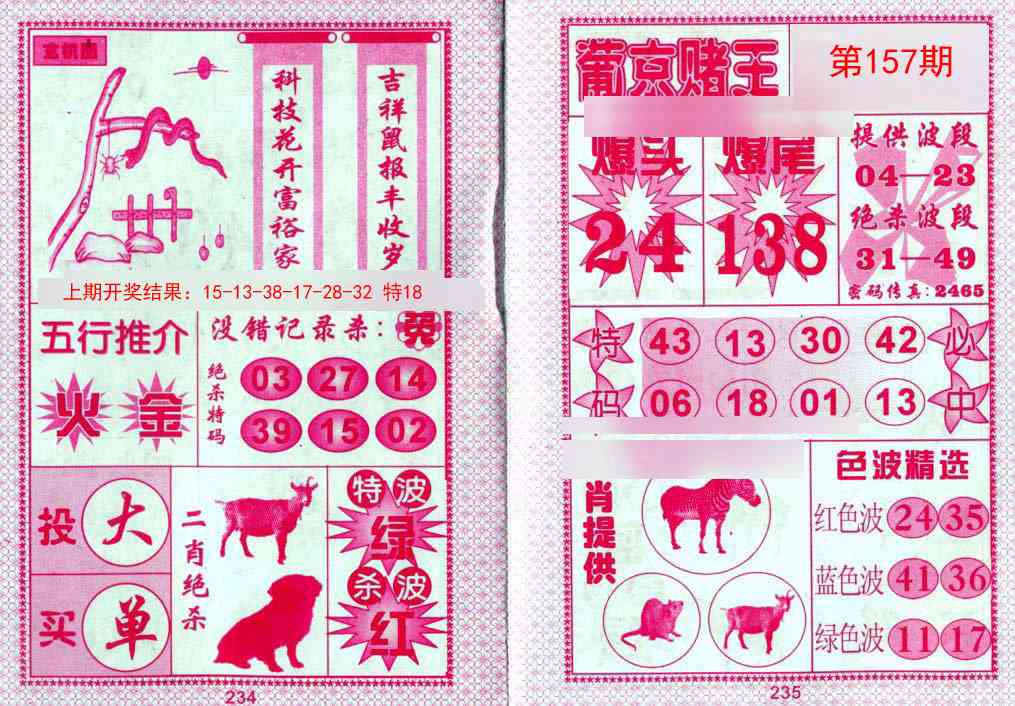 玄机图
科技花开富裕家
吉祥鼠报丰收岁
上期开奖结果：15-13-38-17-28-32 特18
五行推介
火 金
没错记录杀：
绝杀特码
03 27 14
39 15 02
投 大
买 单
二肖绝杀
特波
绿
杀波
红
234
葡京赌王
第157期
爆头
24
爆尾
138
提供波段
04—23
绝杀波段
31—49
密码传真：2465
特码
43 13 30 42
06 18 01 13
必中
肖提供
色波精选
红色波 24 35
蓝色波 41 36
绿色波 11 17
235